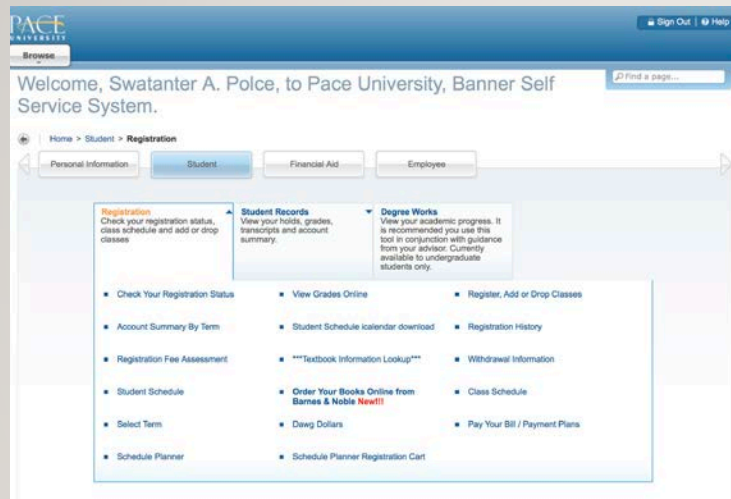 PACE
UNIVERSITY
Sign Out | Help
Browse
Welcome, Swatanter A. Polce, to Pace University, Banner Self
Service System.
Find a page...
Home > Student > Registration
Personal Information
Student
Financial Aid
Employee
Registration
Check your registration status,
class schedule and add or drop
classes
Student Records
View your holds, grades,
transcripts and account
summary.
Degree Works
View your academic progress. It
is recommended you use this
tool in conjunction with guidance
from your advisor. Currently
available to undergraduate
students only.
Check Your Registration Status
View Grades Online
Register, Add or Drop Classes
Account Summary By Term
Student Schedule icalendar download
Registration History
Registration Fee Assessment
***Textbook Information Lookup***
Withdrawal Information
Student Schedule
Order Your Books Online from
Barnes & Noble New!!!
Class Schedule
Select Term
Dawg Dollars
Pay Your Bill / Payment Plans
Schedule Planner
Schedule Planner Registration Cart